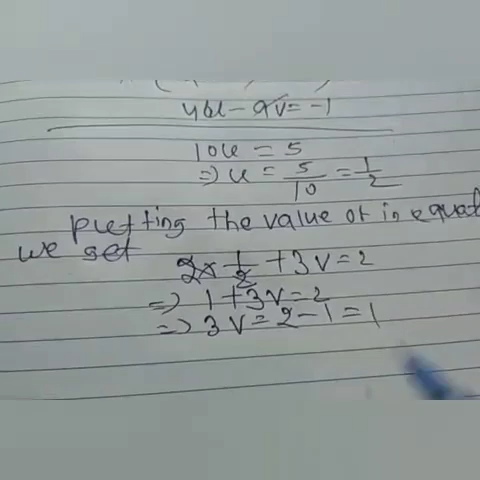 4u - 9v = -1
10u = 5
=> u = 5/10 = 1/2
putting the value of in equat
we get
2x 1/2 + 3v = 2
=> 1 + 3v = 2
=> 3v = 2 - 1 = 1